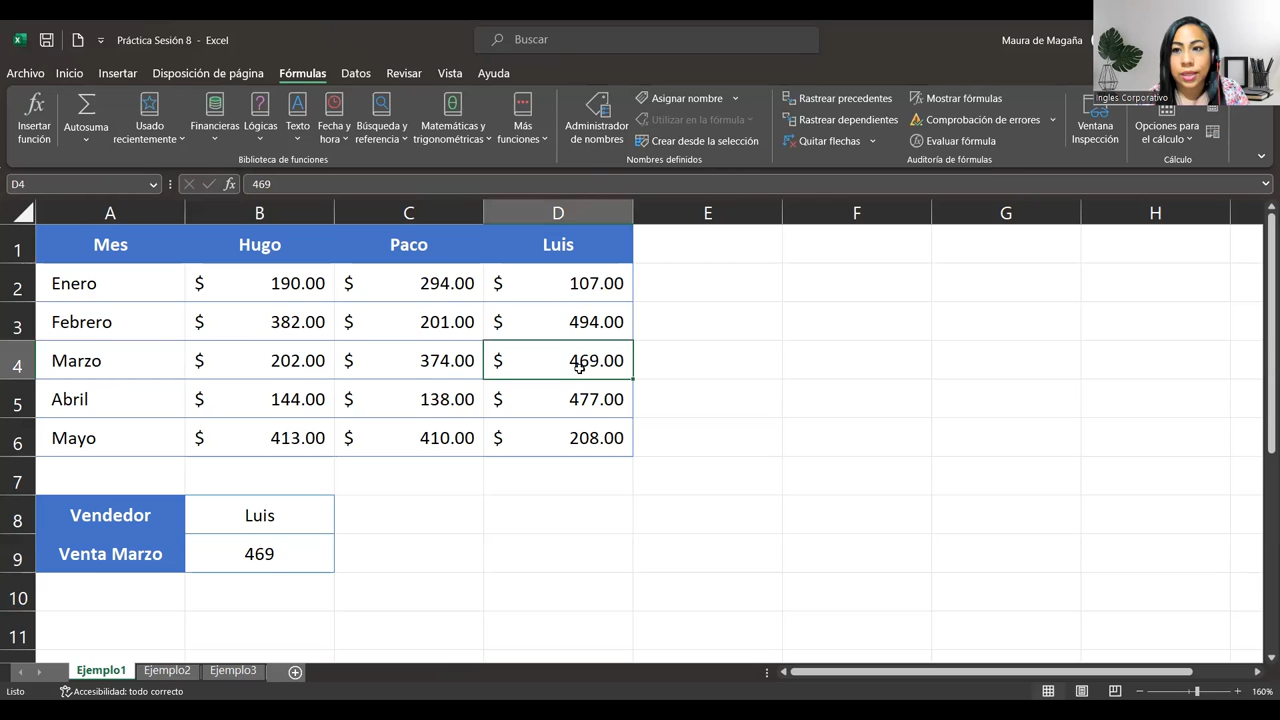 Práctica Sesión 8 - Excel
Buscar
Maura de Magaña
Ingles Corporativo
Archivo Inicio Insertar Disposición de página Fórmulas Datos Revisar Vista Ayuda
Insertar función
Autosuma
Usado recientemente
Financieras
Lógicas
Texto
Fecha y hora
Búsqueda y referencia
Matemáticas y trigonométricas
Más funciones
Biblioteca de funciones
Administrador de nombres
Asignar nombre
Utilizar en la fórmula
Crear desde la selección
Nombres definidos
Rastrear precedentes
Rastrear dependientes
Quitar flechas
Mostrar fórmulas
Comprobación de errores
Evaluar fórmula
Auditoría de fórmulas
Ventana Inspección
Opciones para el cálculo
Cálculo
D4 fx 469
A B C D E F G H
1 Mes Hugo Paco Luis
2 Enero $ 190.00 $ 294.00 $ 107.00
3 Febrero $ 382.00 $ 201.00 $ 494.00
4 Marzo $ 202.00 $ 374.00 $ 469.00
5 Abril $ 144.00 $ 138.00 $ 477.00
6 Mayo $ 413.00 $ 410.00 $ 208.00
7
8 Vendedor Luis
9 Venta Marzo 469
10
11
Ejemplo1 Ejemplo2 Ejemplo3
Listo Accesibilidad: todo correcto 160%